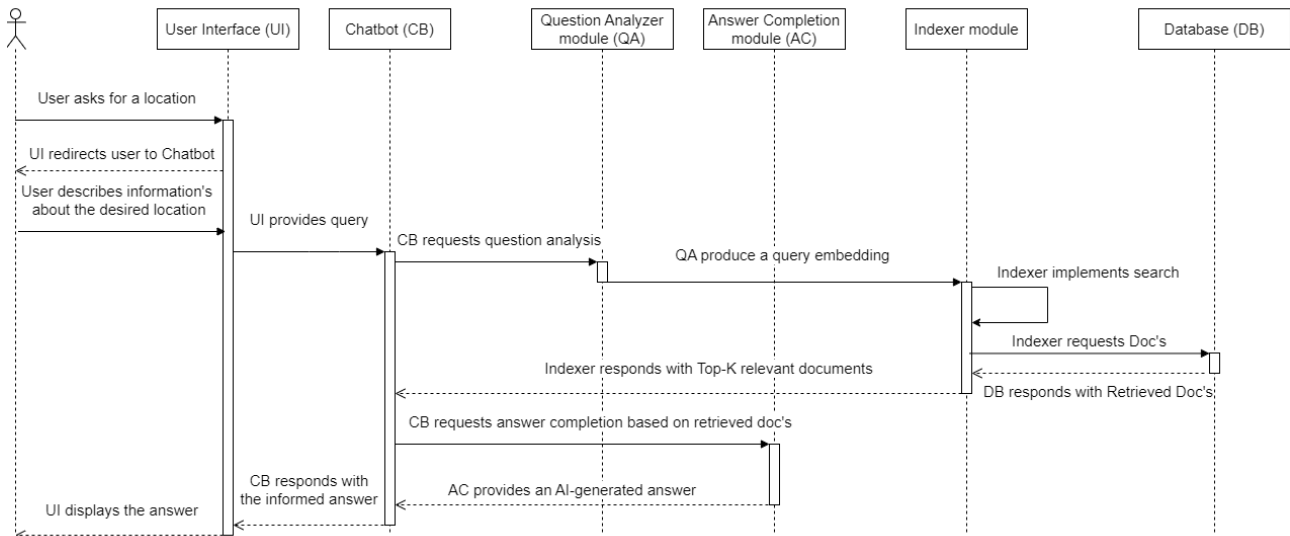 User Interface (UI)
Chatbot (CB)
Question Analyzer
module (QA)
Answer Completion
module (AC)
Indexer module
Database (DB)
User asks for a location
UI redirects user to Chatbot
User describes information's
about the desired location
UI provides query
CB requests question analysis
QA produce a query embedding
Indexer implements search
Indexer requests Doc's
Indexer responds with Top-K relevant documents
DB responds with Retrieved Doc's
CB requests answer completion based on retrieved doc's
CB responds with
the informed answer
AC provides an AI-generated answer
UI displays the answer